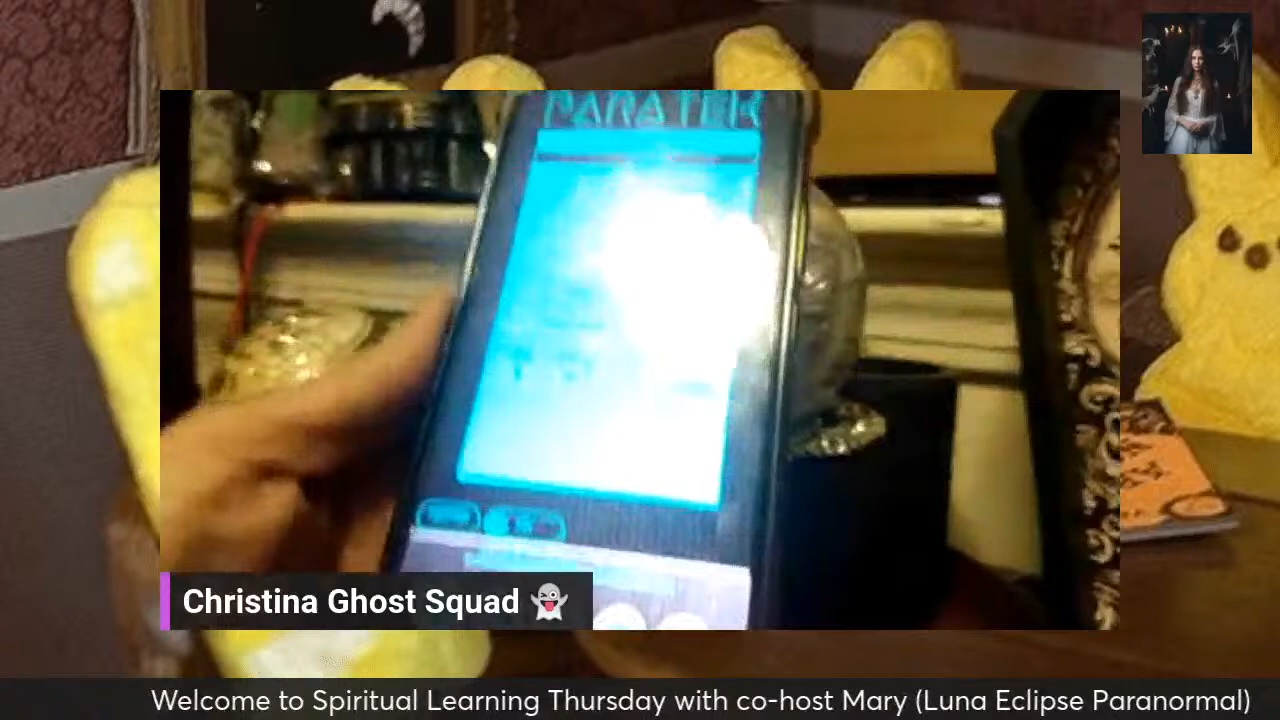 PARATEK
Christina Ghost Squad 👻
Welcome to Spiritual Learning Thursday with co-host Mary (Luna Eclipse Paranormal)